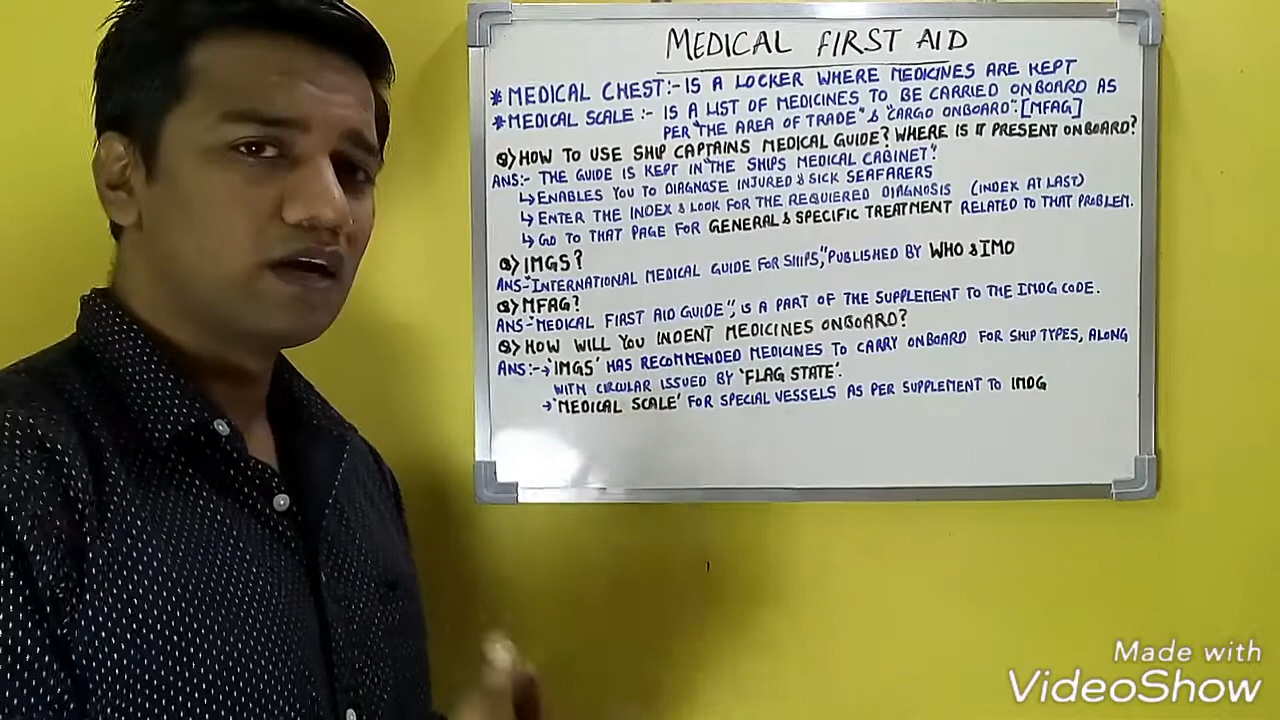 MEDICAL FIRST AID
* MEDICAL CHEST:- IS A LOCKER WHERE MEDICINES ARE KEPT
* MEDICAL SCALE:- IS A LIST OF MEDICINES TO BE CARRIED ONBOARD AS
PER "THE AREA OF TRADE" & "CARGO ONBOARD". [MFAG]
Q> HOW TO USE SHIP CAPTAINS MEDICAL GUIDE? WHERE IS IT PRESENT ONBOARD?
ANS:- THE GUIDE IS KEPT IN "THE SHIPS MEDICAL CABINET".
↳ ENABLES YOU TO DIAGNOSE INJURED & SICK SEAFARERS
↳ ENTER THE INDEX & LOOK FOR THE REQUIERED DIAGNOSIS (INDEX AT LAST)
↳ GO TO THAT PAGE FOR GENERAL & SPECIFIC TREATMENT RELATED TO THAT PROBLEM.
Q> IMGS?
ANS-"INTERNATIONAL MEDICAL GUIDE FOR SHIPS," PUBLISHED BY WHO & IMO
Q> MFAG?
ANS-"MEDICAL FIRST AID GUIDE", IS A PART OF THE SUPPLEMENT TO THE IMDG CODE.
Q> HOW WILL YOU INDENT MEDICINES ONBOARD?
ANS:-→'IMGS' HAS RECOMMENDED MEDICINES TO CARRY ONBOARD FOR SHIP TYPES, ALONG
WITH CIRCULAR ISSUED BY 'FLAG STATE'.
→'MEDICAL SCALE' FOR SPECIAL VESSELS AS PER SUPPLEMENT TO IMDG
Made with
VideoShow